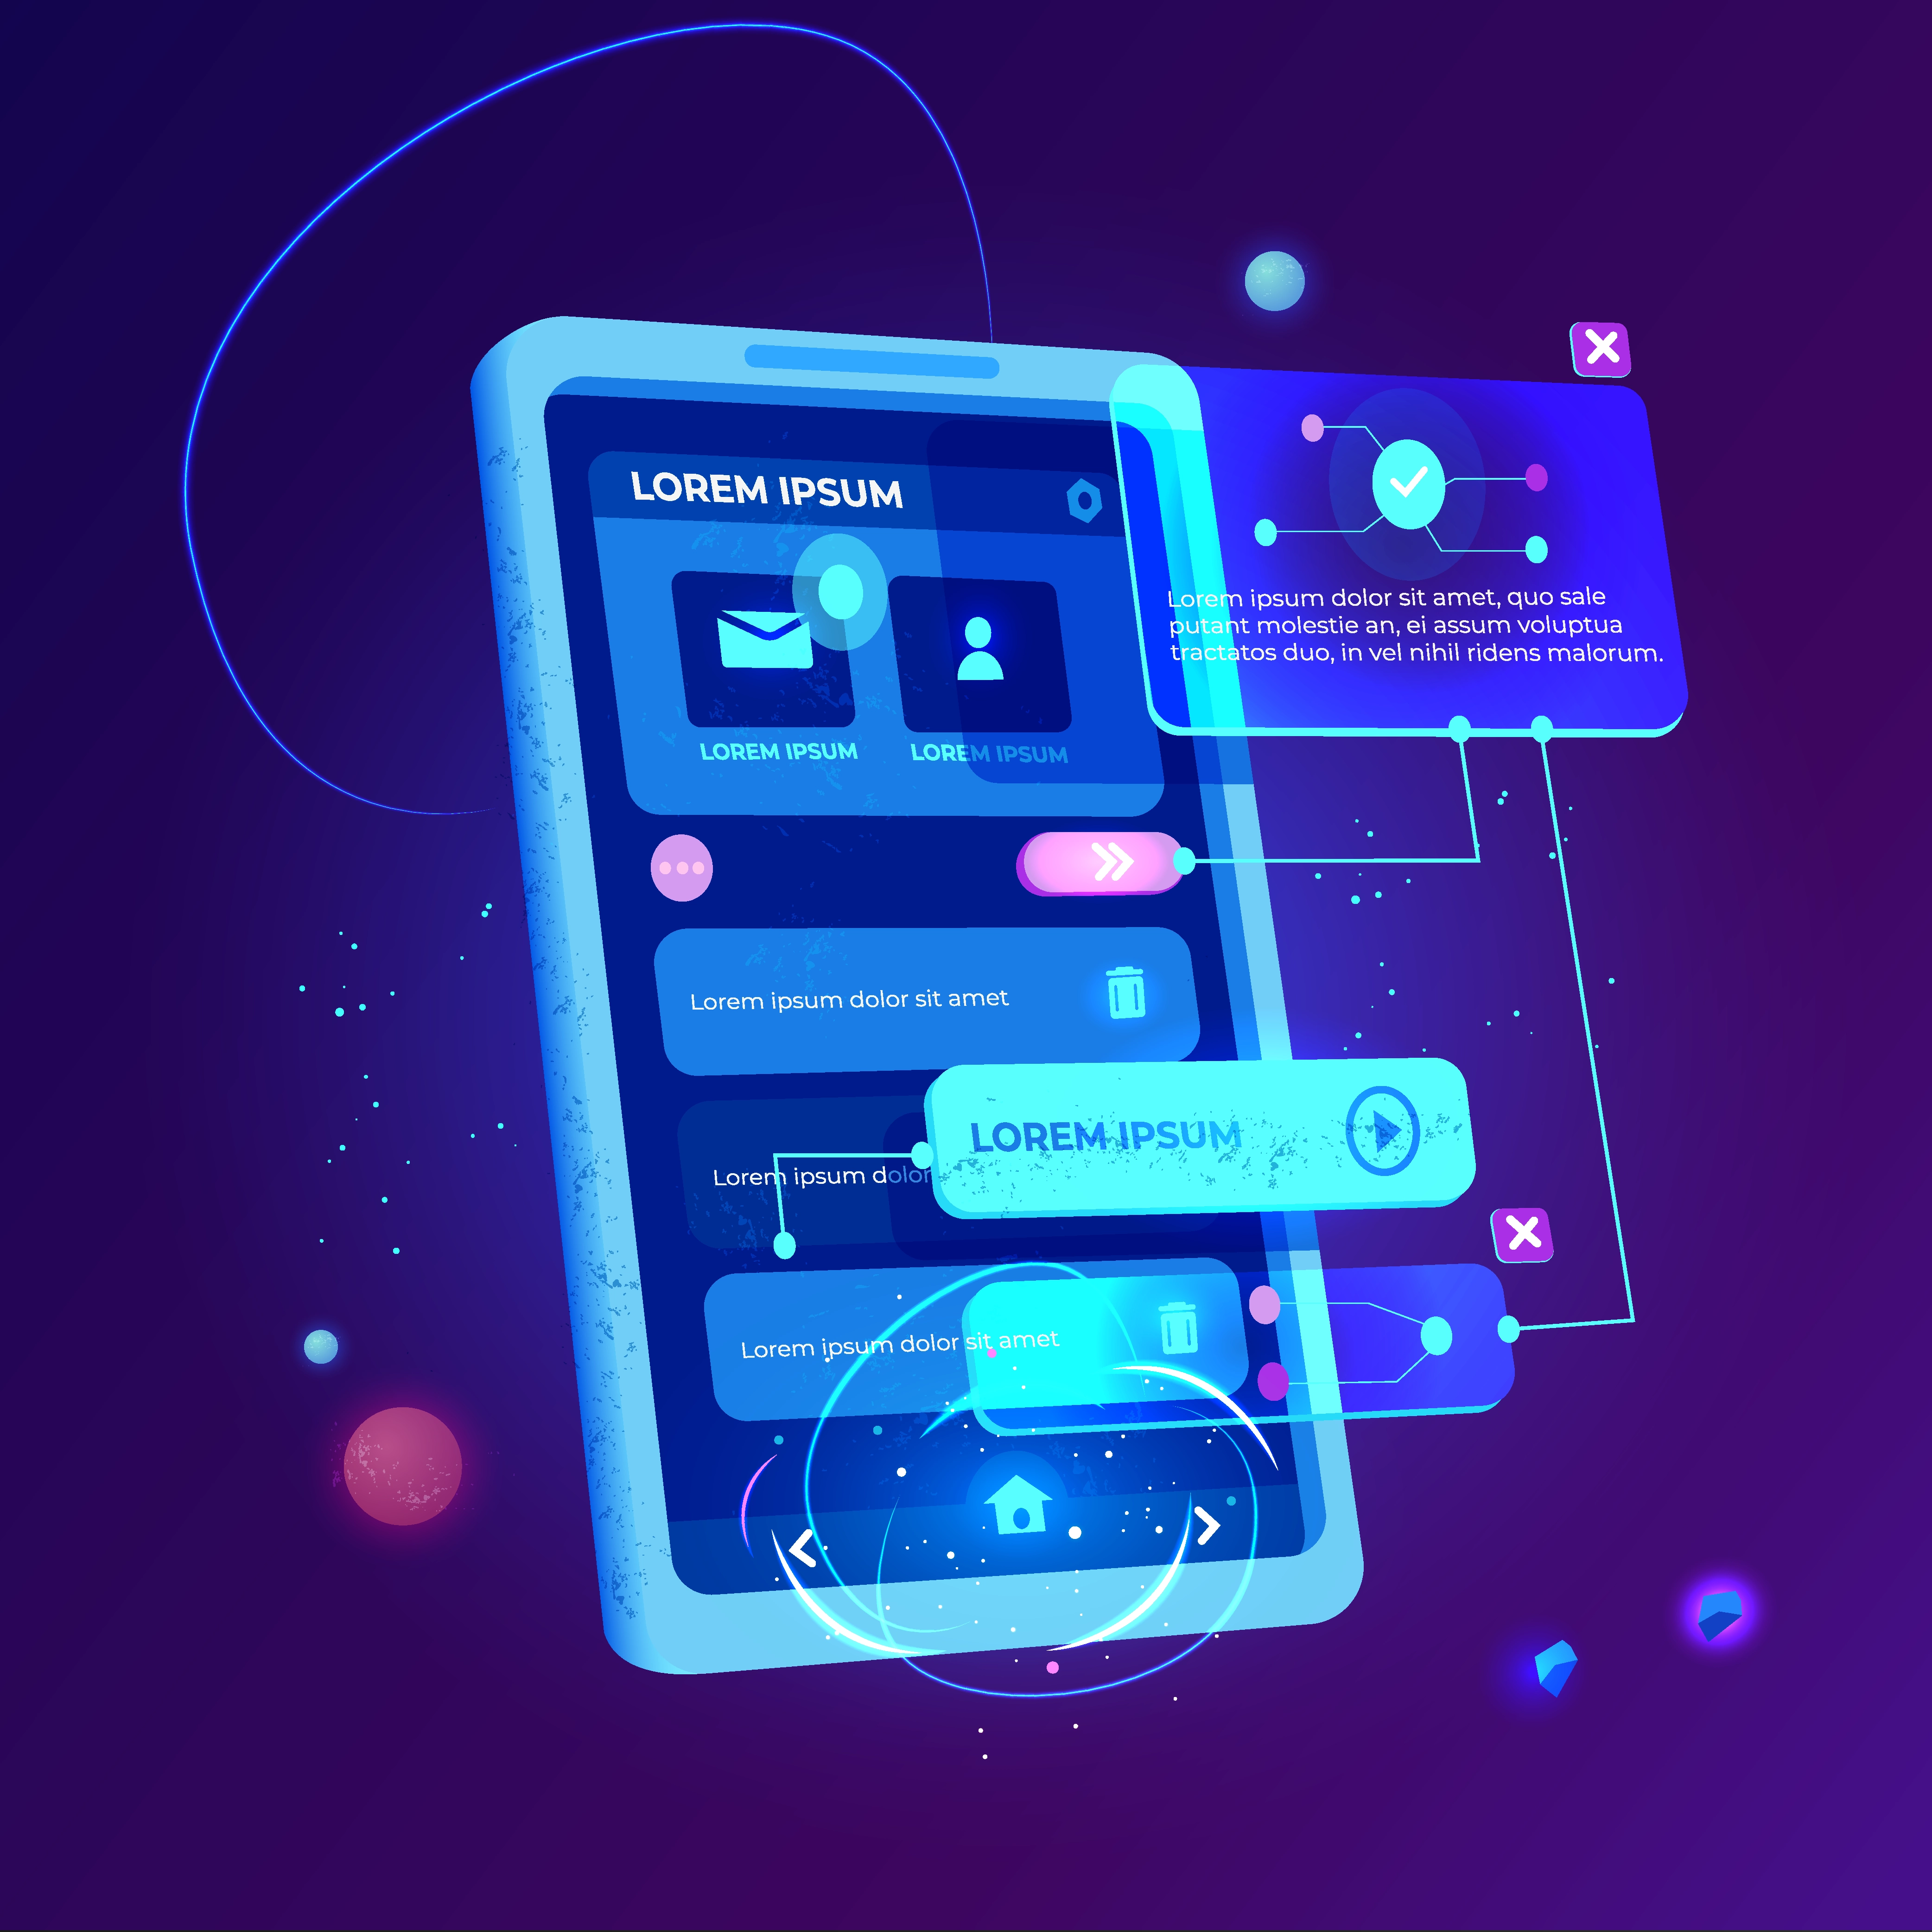 LOREM IPSUM
LOREM IPSUM
LOREM IPSUM
Lorem ipsum dolor sit amet, quo sale
putant molestie an, ei assum voluptua
tractatos duo, in vel nihil ridens malorum.
Lorem ipsum dolor sit amet
LOREM IPSUM
Lorem ipsum dolor
Lorem ipsum dolor sit amet